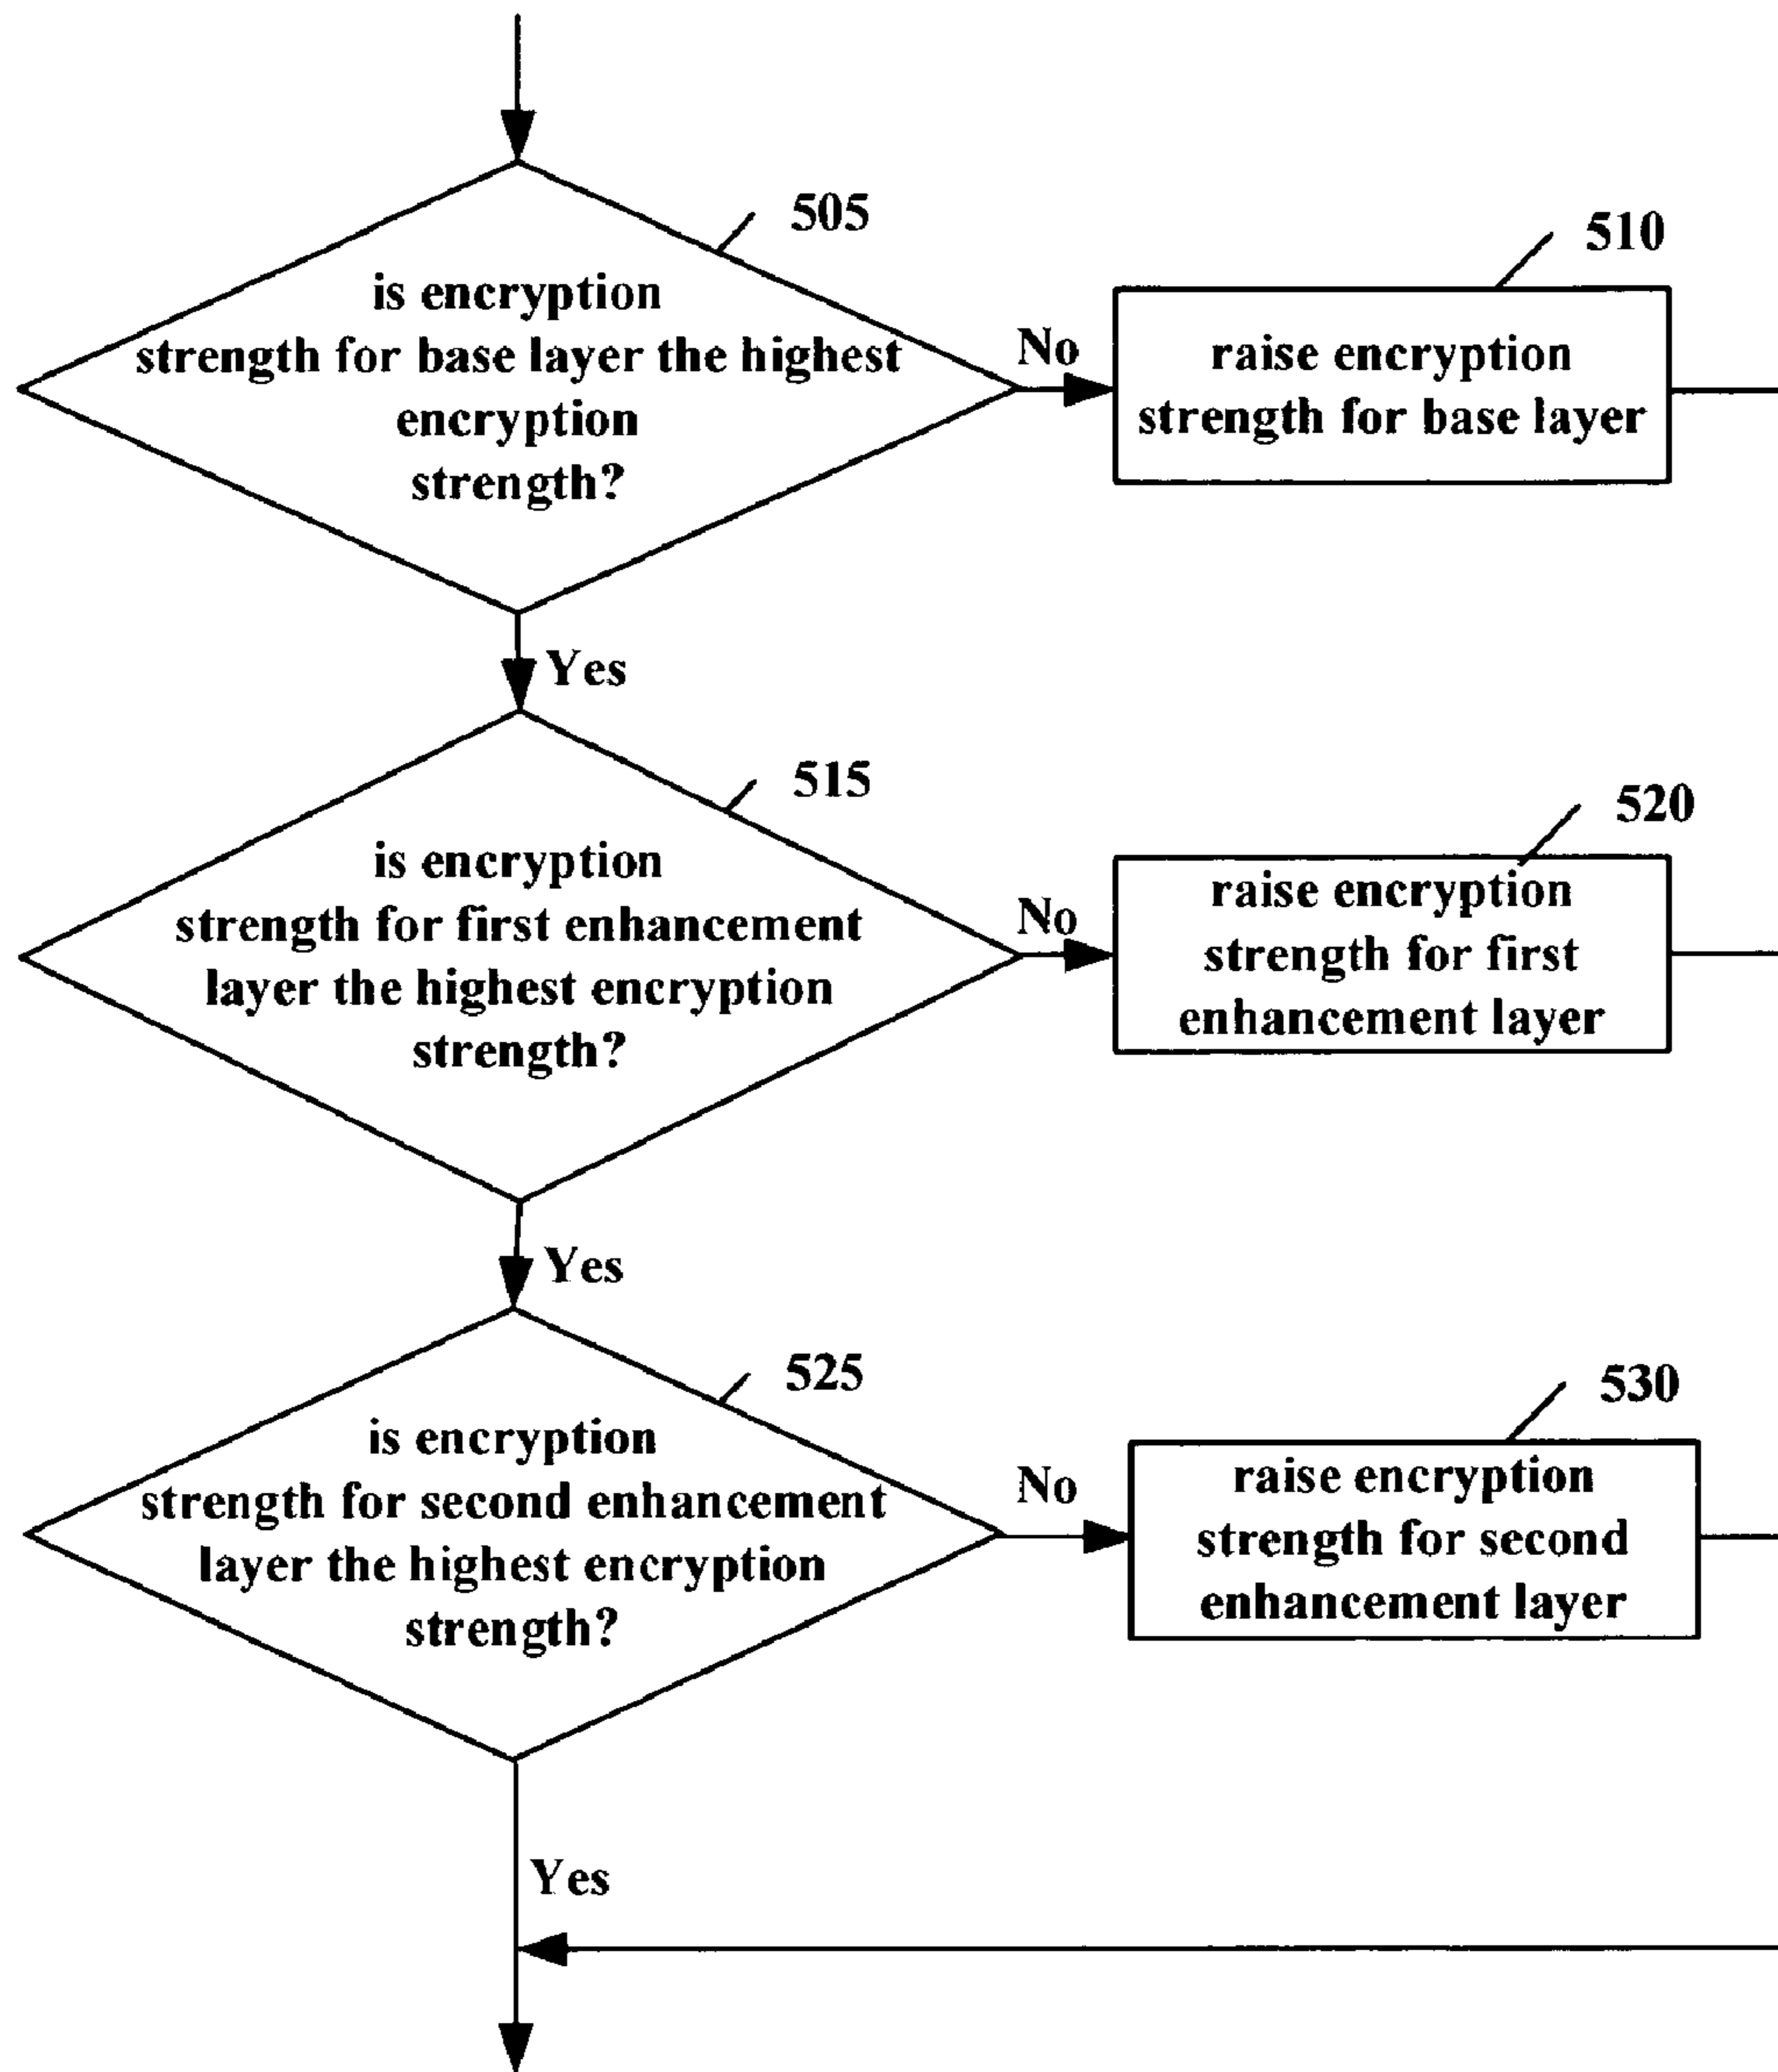 505
is encryption
strength for base layer the highest
encryption
strength?
No
510
raise encryption
strength for base layer
Yes
515
is encryption
strength for first enhancement
layer the highest encryption
strength?
No
520
raise encryption
strength for first
enhancement layer
Yes
525
is encryption
strength for second enhancement
layer the highest encryption
strength?
No
530
raise encryption
strength for second
enhancement layer
Yes